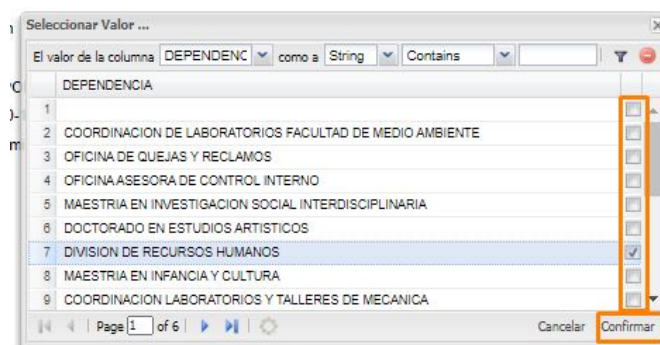 Seleccionar Valor ...
El valor de la columna DEPENDENC como a String Contains
DEPENDENCIA
1
2 COORDINACION DE LABORATORIOS FACULTAD DE MEDIO AMBIENTE
3 OFICINA DE QUEJAS Y RECLAMOS
4 OFICINA ASESORA DE CONTROL INTERNO
5 MAESTRIA EN INVESTIGACION SOCIAL INTERDISCIPLINARIA
6 DOCTORADO EN ESTUDIOS ARTISTICOS
7 DIVISION DE RECURSOS HUMANOS
8 MAESTRIA EN INFANCIA Y CULTURA
9 COORDINACION LABORATORIOS Y TALLERES DE MECANICA
Page 1 of 6 Cancelar Confirmar